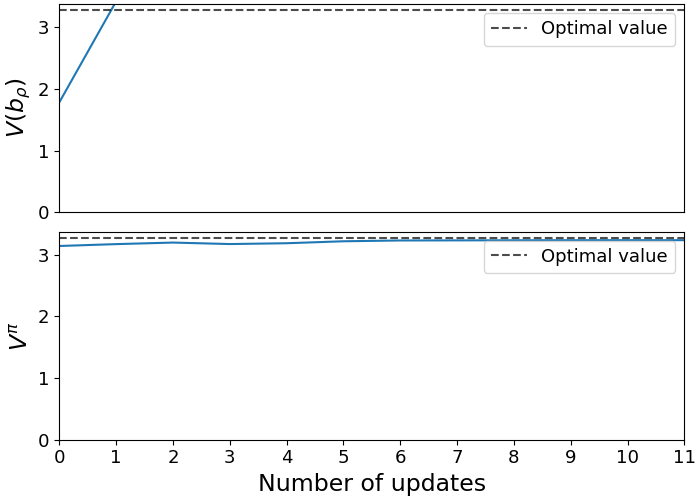 3
2
1
0
V(b_ρ)
Optimal value
3
2
1
0
V^π
Optimal value
0 1 2 3 4 5 6 7 8 9 10 11
Number of updates